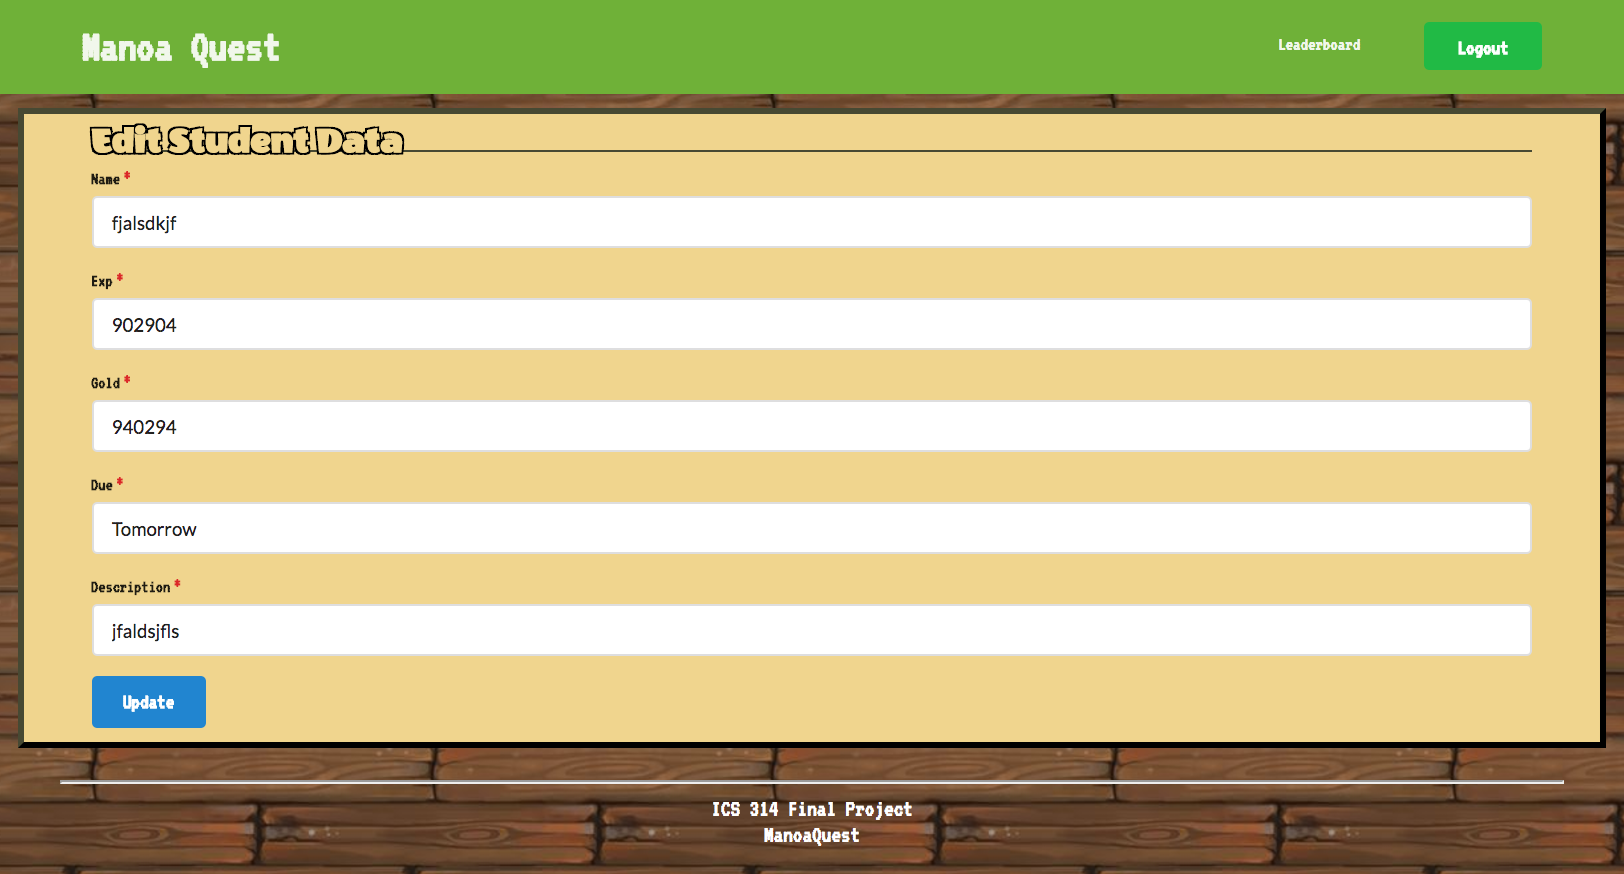 Manoa Quest
Leaderboard
Logout
Edit Student Data
Name *
fjalsdkjf
Exp *
902904
Gold *
940294
Due *
Tomorrow
Description *
jfaldsjfls
Update
ICS 314 Final Project
ManoaQuest